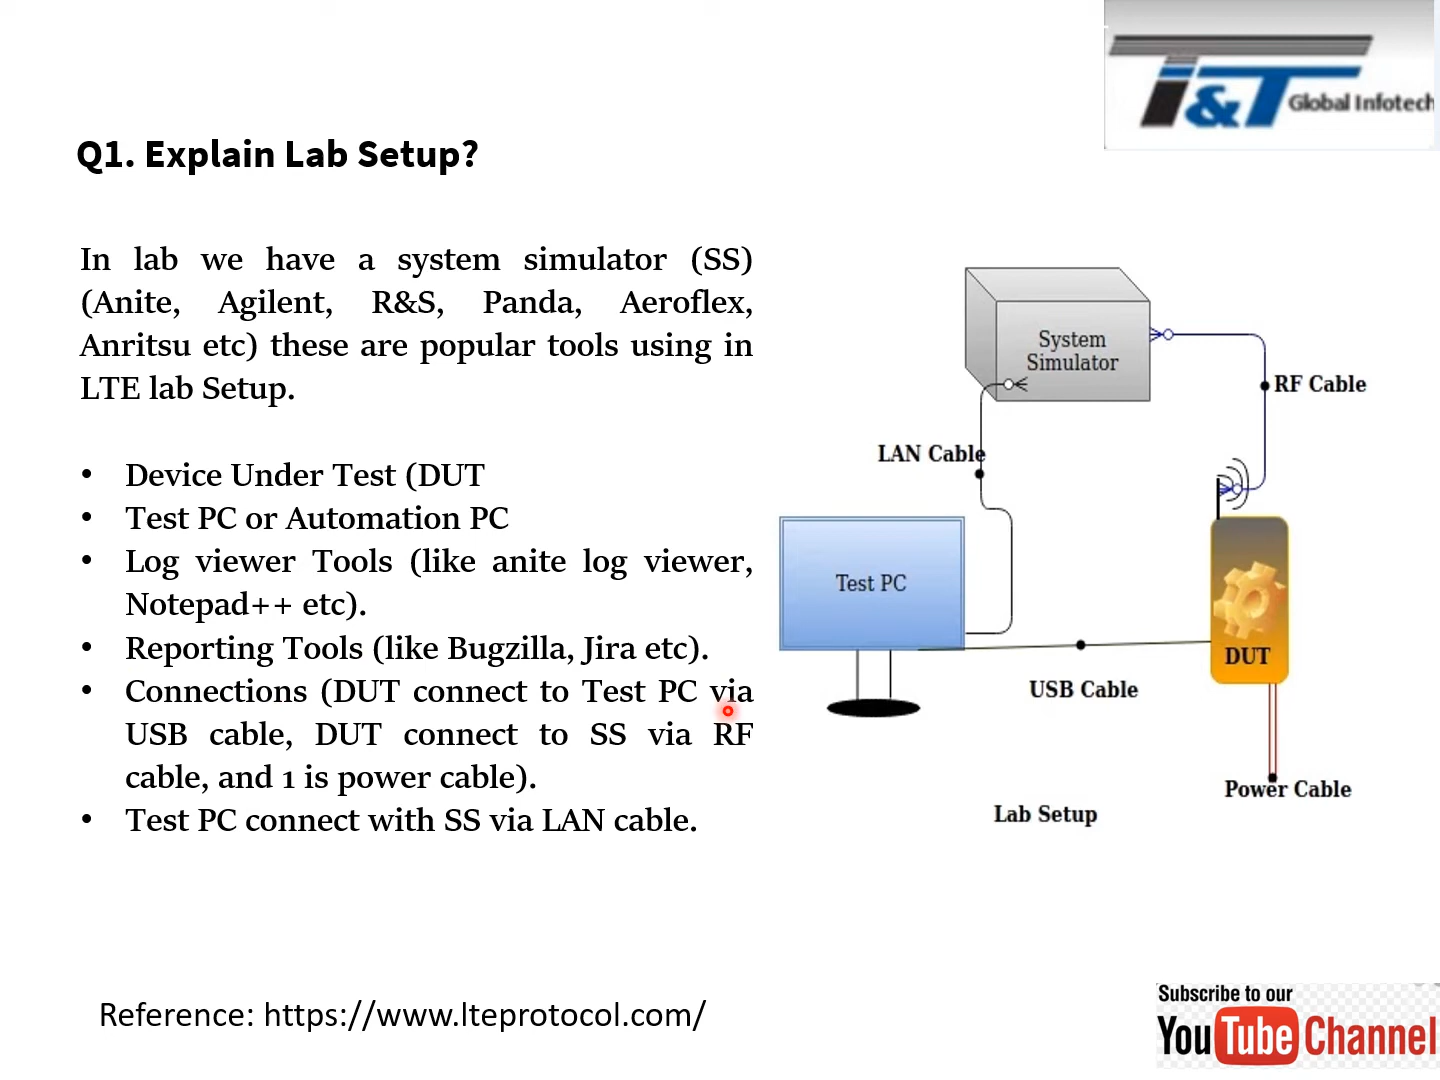 T&T Global Infotech
Q1. Explain Lab Setup?
In lab we have a system simulator (SS)
(Anite, Agilent, R&S, Panda, Aeroflex,
Anritsu etc) these are popular tools using in
LTE lab Setup.
• Device Under Test (DUT
• Test PC or Automation PC
• Log viewer Tools (like anite log viewer,
Notepad++ etc).
• Reporting Tools (like Bugzilla, Jira etc).
• Connections (DUT connect to Test PC via
USB cable, DUT connect to SS via RF
cable, and 1 is power cable).
• Test PC connect with SS via LAN cable.
System
Simulator
RF Cable
LAN Cable
Test PC
DUT
USB Cable
Power Cable
Lab Setup
Reference: https://www.lteprotocol.com/
Subscribe to our
YouTube Channel